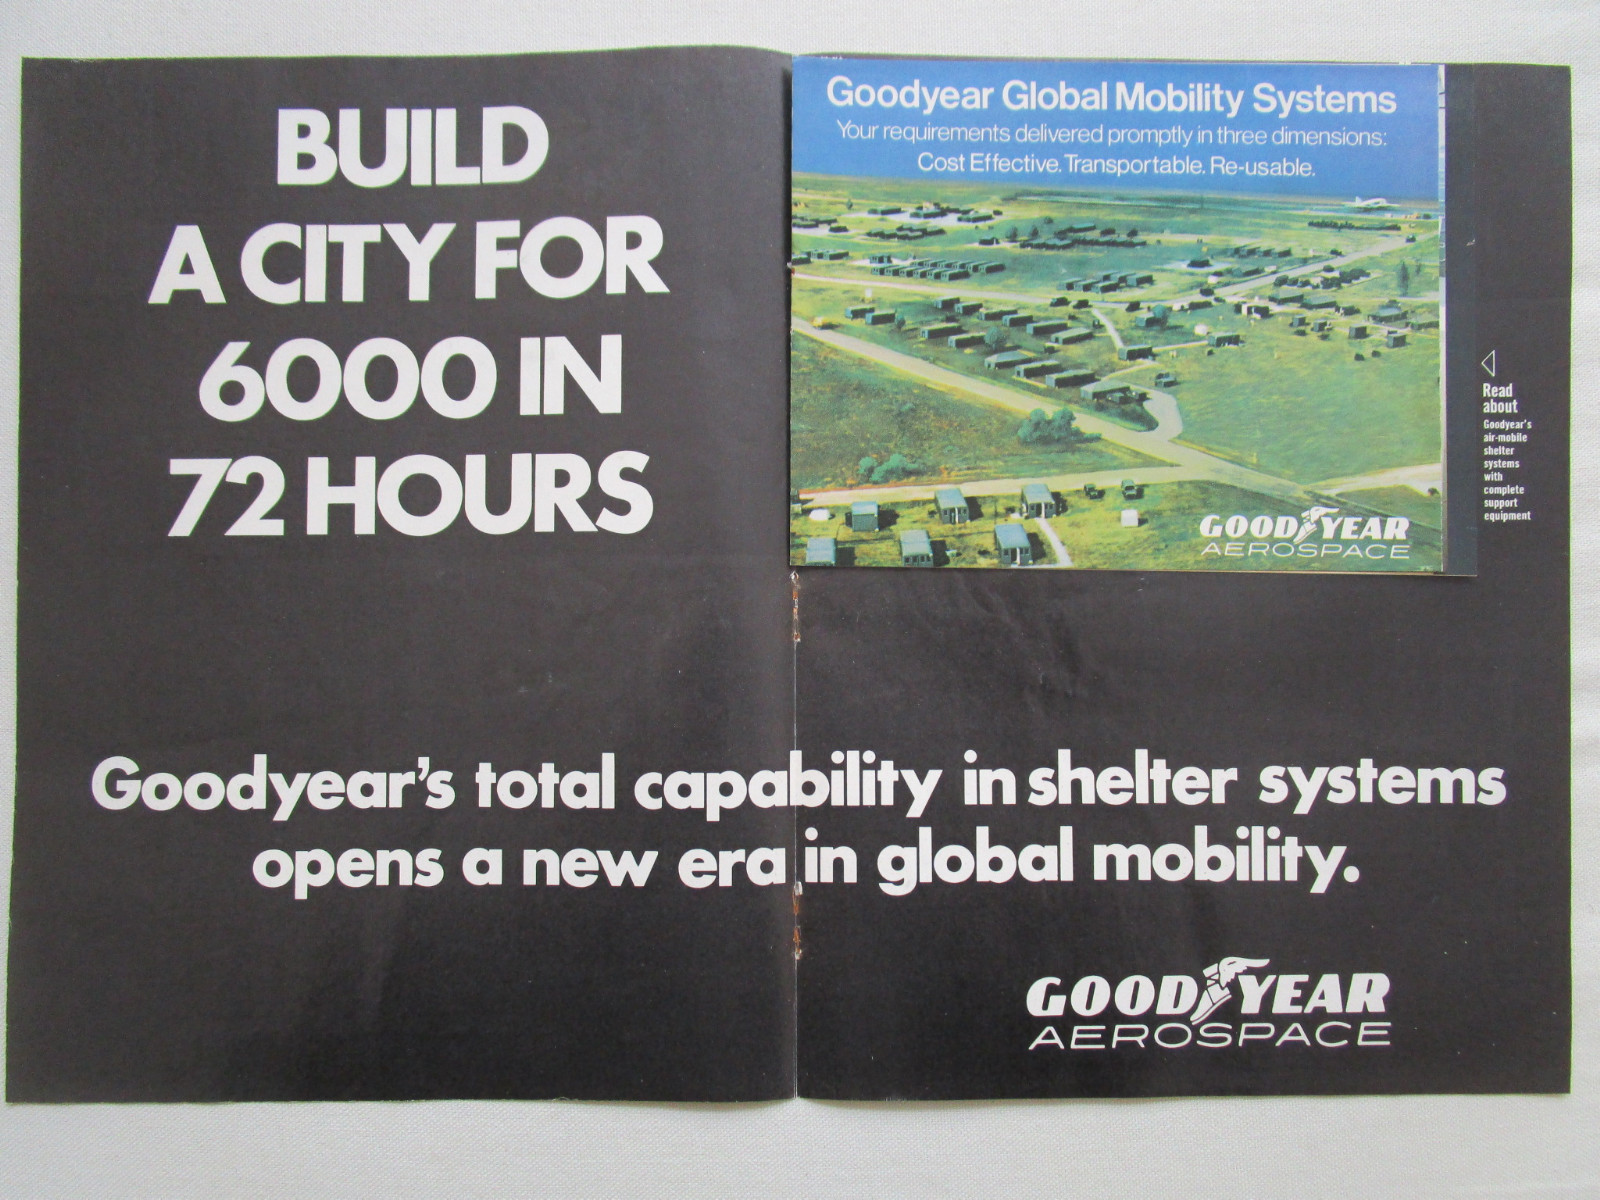 BUILD
A CITY FOR
6000 IN
72 HOURS
Goodyear Global Mobility Systems
Your requirements delivered promptly in three dimensions:
Cost Effective. Transportable. Re-usable.
GOODYEAR
AEROSPACE
Read
about
Goodyear's
air-mobile
shelter
systems
with
complete
support
equipment
Goodyear's total capability in shelter systems
opens a new era in global mobility.
GOODYEAR
AEROSPACE